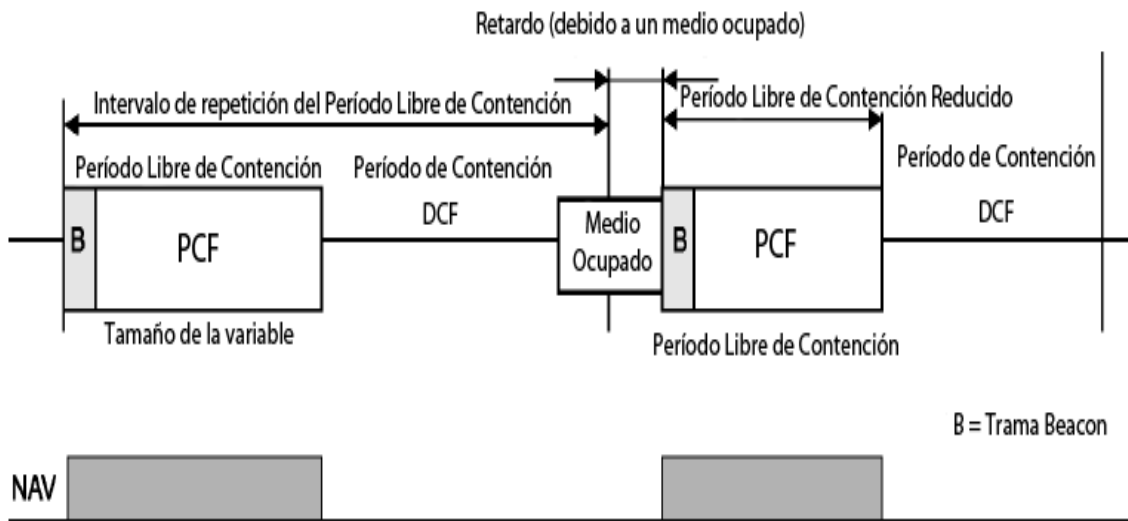 Retardo (debido a un medio ocupado)
Intervalo de repetición del Período Libre de Contención
Período Libre de Contención Reducido
Período Libre de Contención
Período de Contención
Período de Contención
B
PCF
DCF
Medio
Ocupado
B
PCF
DCF
Tamaño de la variable
Período Libre de Contención
B = Trama Beacon
NAV